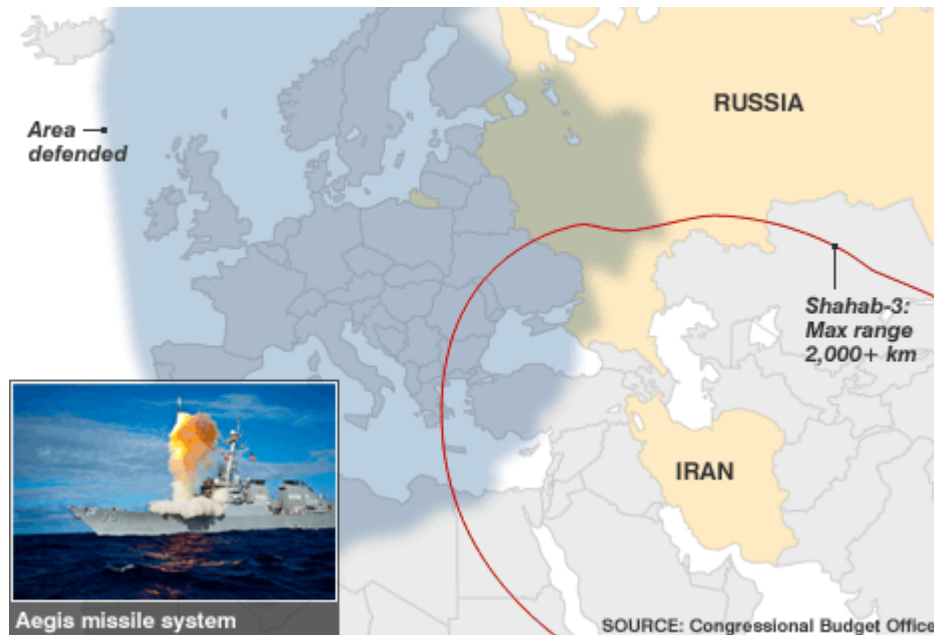 RUSSIA
Area
defended
Shahab-3:
Max range
2,000+ km
IRAN
Aegis missile system
SOURCE: Congressional Budget Office